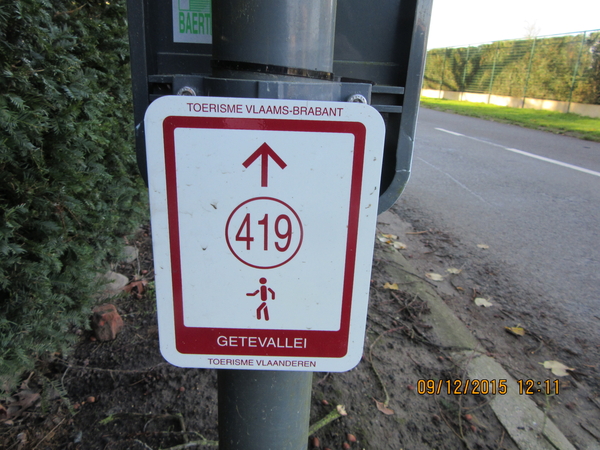 BAERT
TOERISME VLAAMS-BRABANT
419
GETEVALLEI
TOERISME VLAANDEREN
09/12/2015 12:11